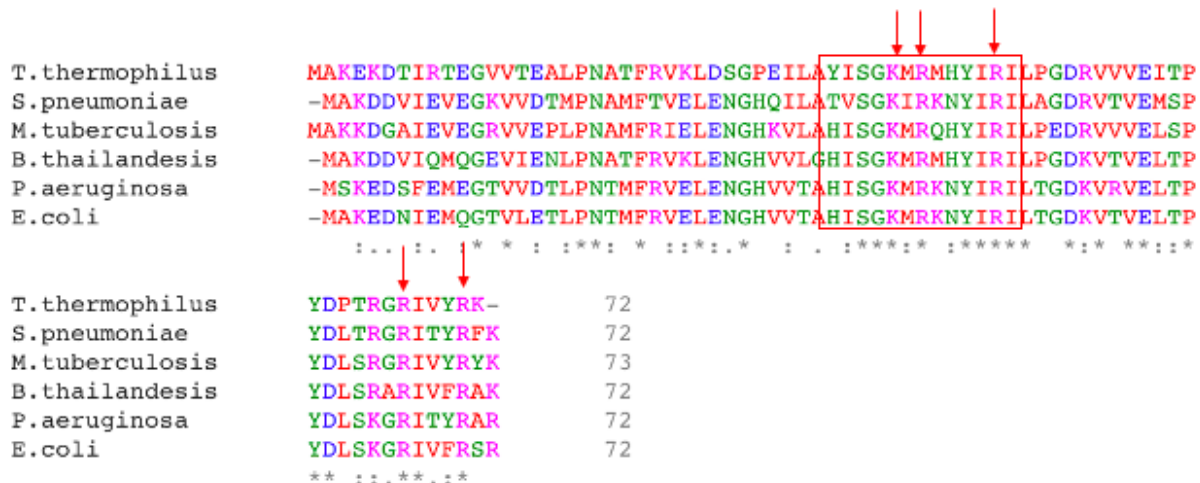 T.thermophilus MAKEKDTIRTEGVVTEALPNATFRVKLDSGPEILAYISGKMRMHYIRILPGDRVVVEITP
S.pneumoniae -MAKDDVIEVEGKVVDTMPNAMFTVELENGHQILATVSGKIRKNYIRILAGDRVTVEMSP
M.tuberculosis MAKKDGAIEVEGRVVEPLPNAMFRIELENGHKVLAHISGKMRQHYIRILPEDRVVVELSP
B.thailandesis -MAKDDVIQMQGEVIENLPNATFRVKLENGHVVLGHISGKMRMHYIRILPGDKVTVELTP
P.aeruginosa -MSKEDSFEMEGTVVDTLPNTMFRVELENGHVVTAHISGKMRKNYIRILTGDKVRVELTP
E.coli -MAKEDNIEMQGTVLETLPNTMFRVELENGHVVTAHISGKMRKNYIRILTGDKVTVELTP
:.. :. :* * : :**: * ::*:.* : . :***:* :***** *:* **::*
T.thermophilus YDPTRGRIVYRK- 72
S.pneumoniae YDLTRGRITYRFK 72
M.tuberculosis YDLSRGRIVYRYK 73
B.thailandesis YDLSRARIVFRAK 72
P.aeruginosa YDLSKGRITYRAR 72
E.coli YDLSKGRIVFRSR 72
** ::.**.:*